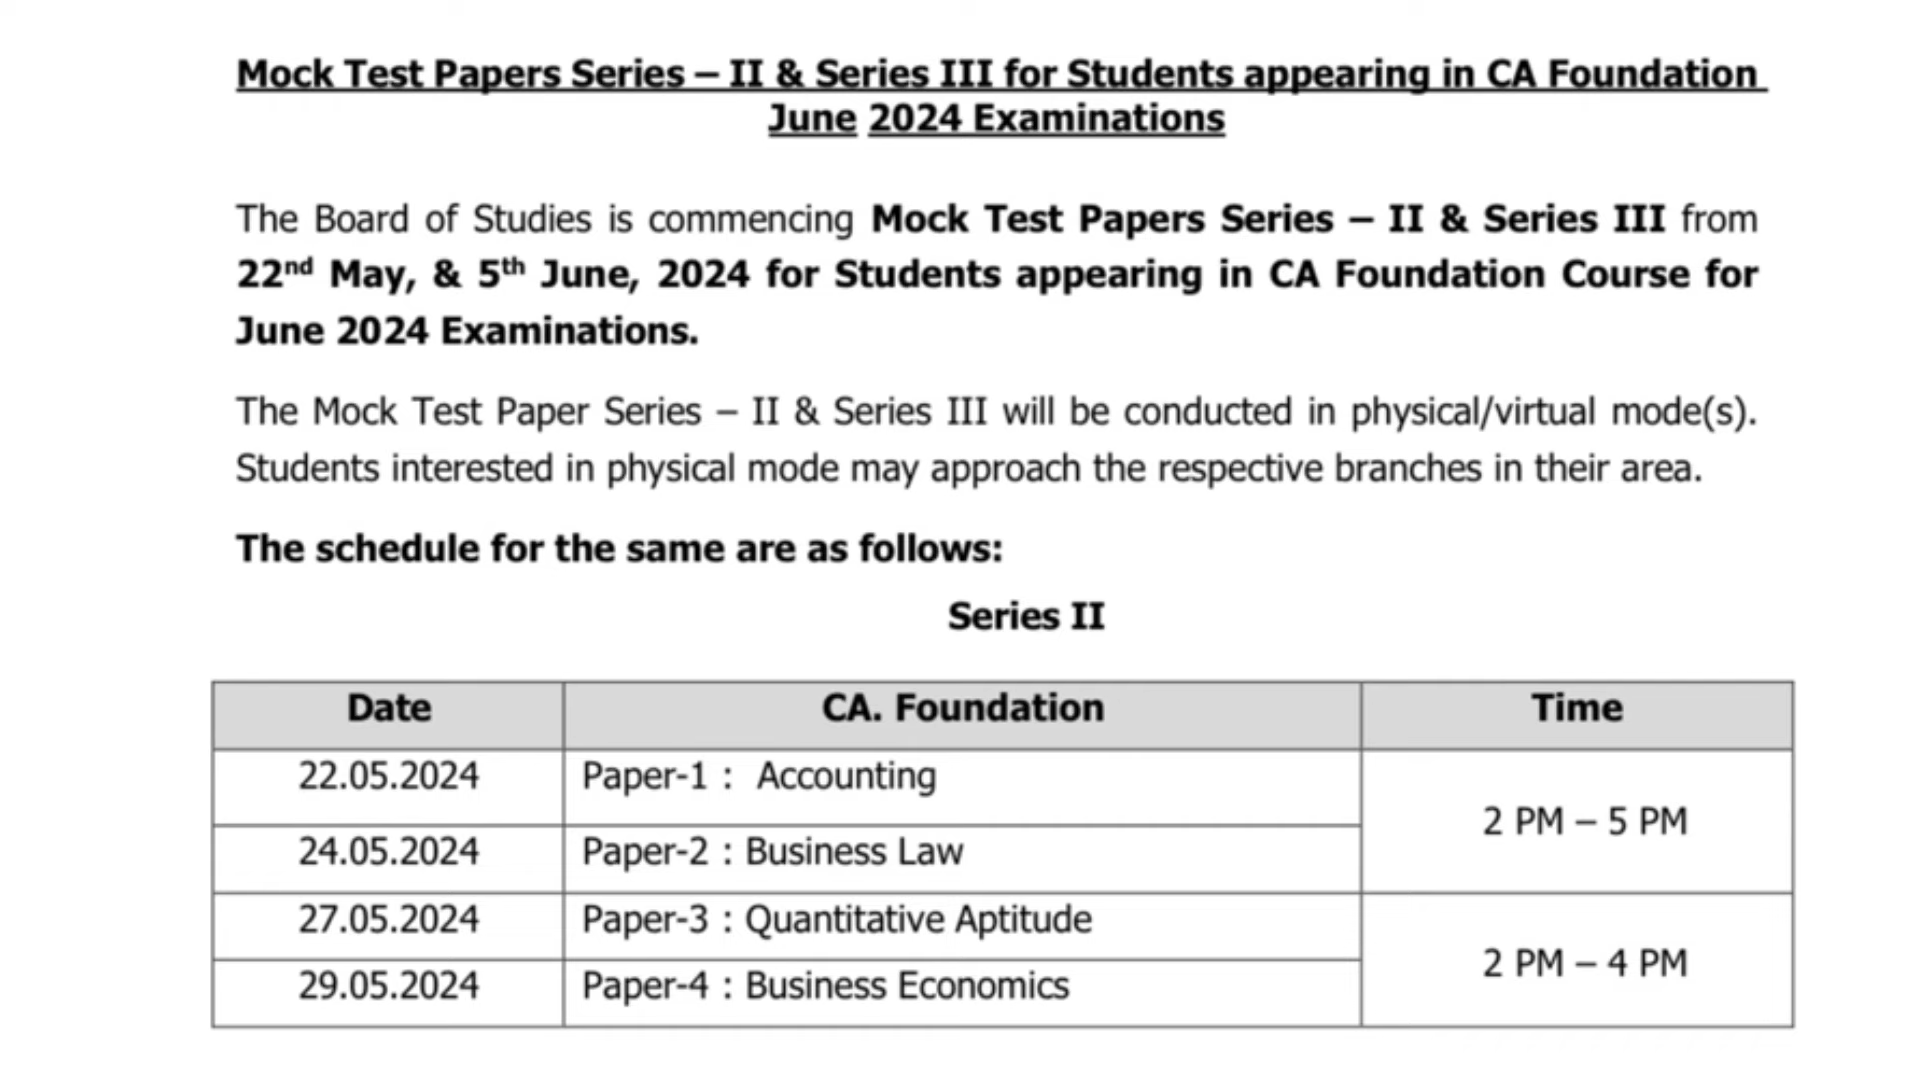 Mock Test Papers Series – II & Series III for Students appearing in CA Foundation
June 2024 Examinations
The Board of Studies is commencing Mock Test Papers Series – II & Series III from
22nd May, & 5th June, 2024 for Students appearing in CA Foundation Course for
June 2024 Examinations.
The Mock Test Paper Series – II & Series III will be conducted in physical/virtual mode(s).
Students interested in physical mode may approach the respective branches in their area.
The schedule for the same are as follows:
Series II
Date CA. Foundation Time
22.05.2024 Paper-1 : Accounting
2 PM – 5 PM
24.05.2024 Paper-2 : Business Law
27.05.2024 Paper-3 : Quantitative Aptitude
2 PM – 4 PM
29.05.2024 Paper-4 : Business Economics